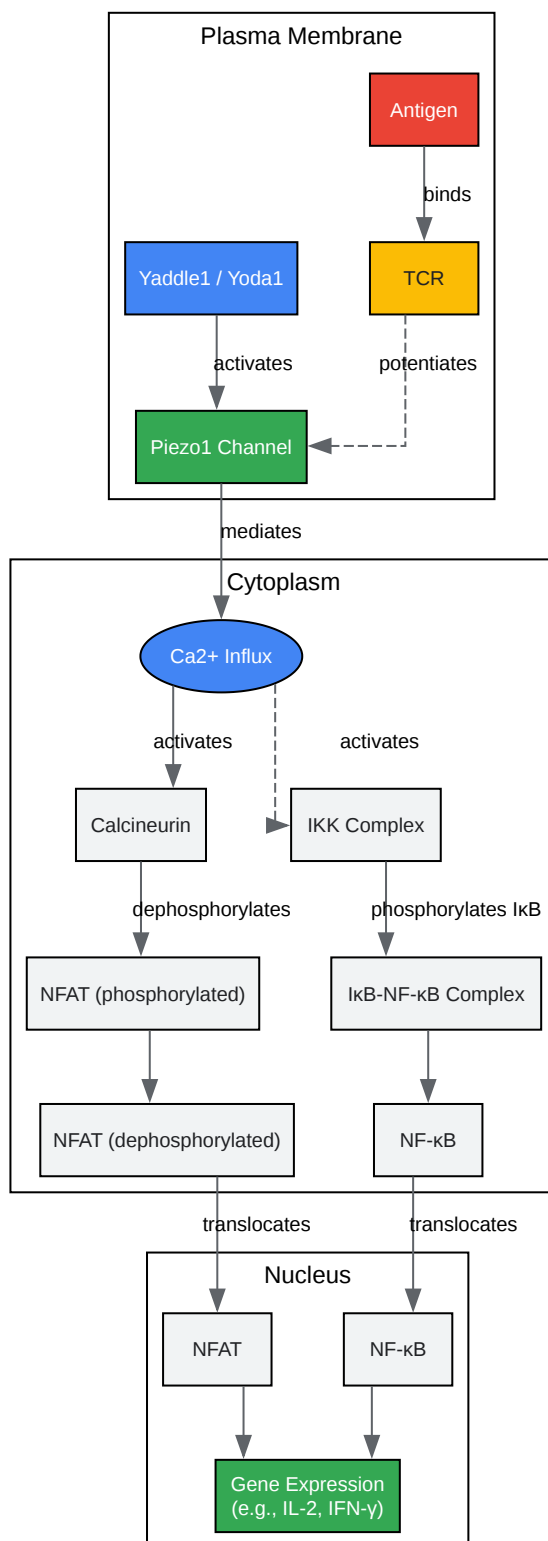 Plasma Membrane
Antigen
binds
Yaddle1 / Yoda1
TCR
activates
potentiates
Piezo1 Channel
mediates
Cytoplasm
Ca2+ Influx
activates
activates
Calcineurin
IKK Complex
dephosphorylates
phosphorylates IκB
NFAT (phosphorylated)
IκB-NF-κB Complex
NFAT (dephosphorylated)
NF-κB
translocates
translocates
Nucleus
NFAT
NF-κB
Gene Expression
(e.g., IL-2, IFN-γ)